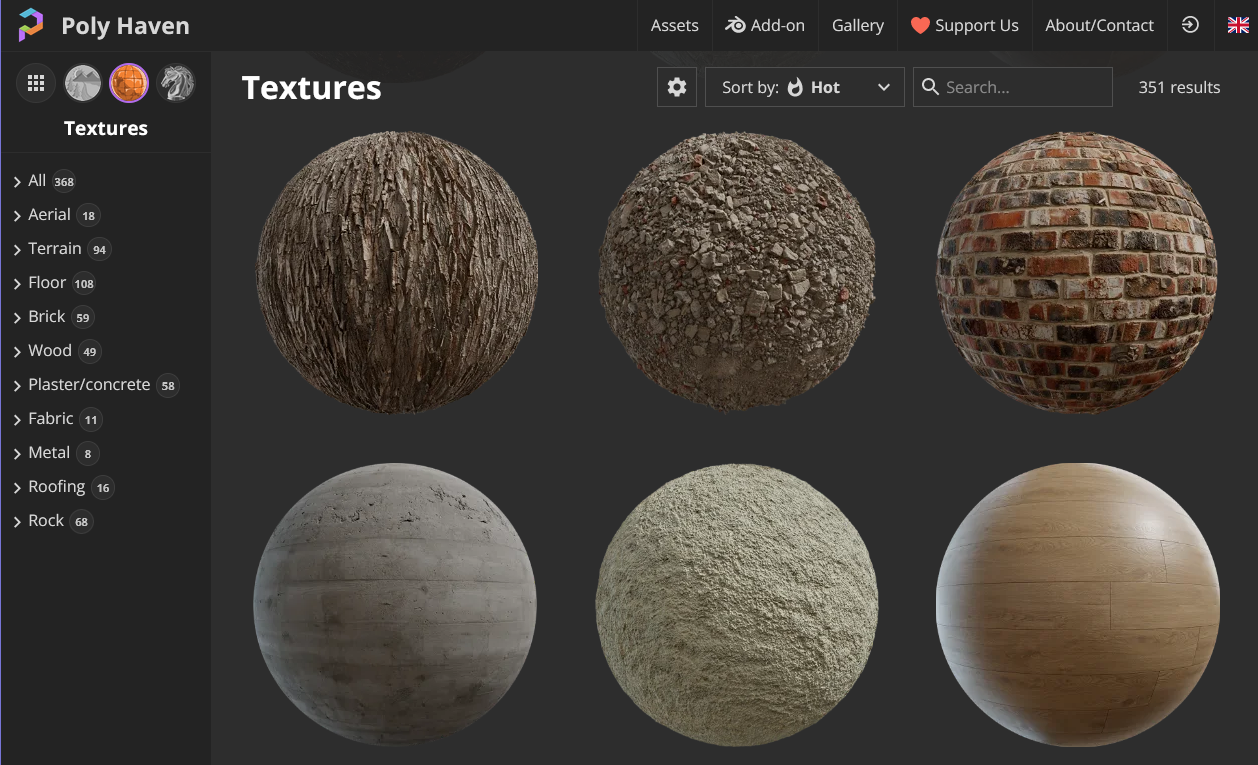 Poly Haven
Assets
Add-on
Gallery
Support Us
About/Contact
Textures
All 368
Aerial 18
Terrain 94
Floor 108
Brick 59
Wood 49
Plaster/concrete 58
Fabric 11
Metal 8
Roofing 16
Rock 68
Textures
Sort by: Hot
Search...
351 results